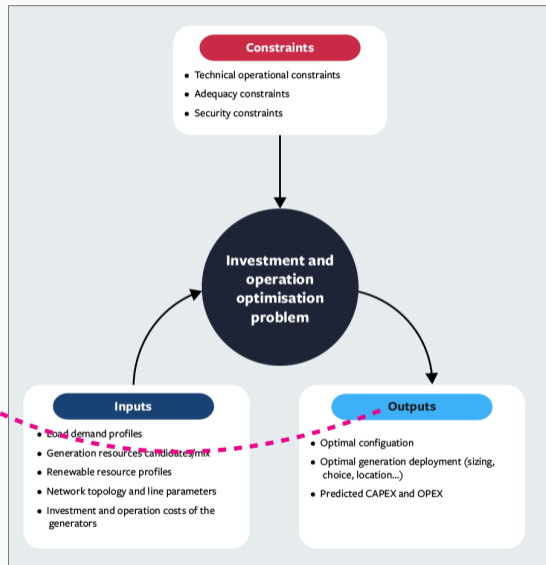 Constraints
• Technical operational constraints
• Adequacy constraints
• Security constraints
Investment and
operation
optimisation
problem
Inputs
• Load demand profiles
• Generation resources candidates/mix
• Renewable resource profiles
• Network topology and line parameters
• Investment and operation costs of the
generators
Outputs
• Optimal configuation
• Optimal generation deployment (sizing,
choice, location...)
• Predicted CAPEX and OPEX